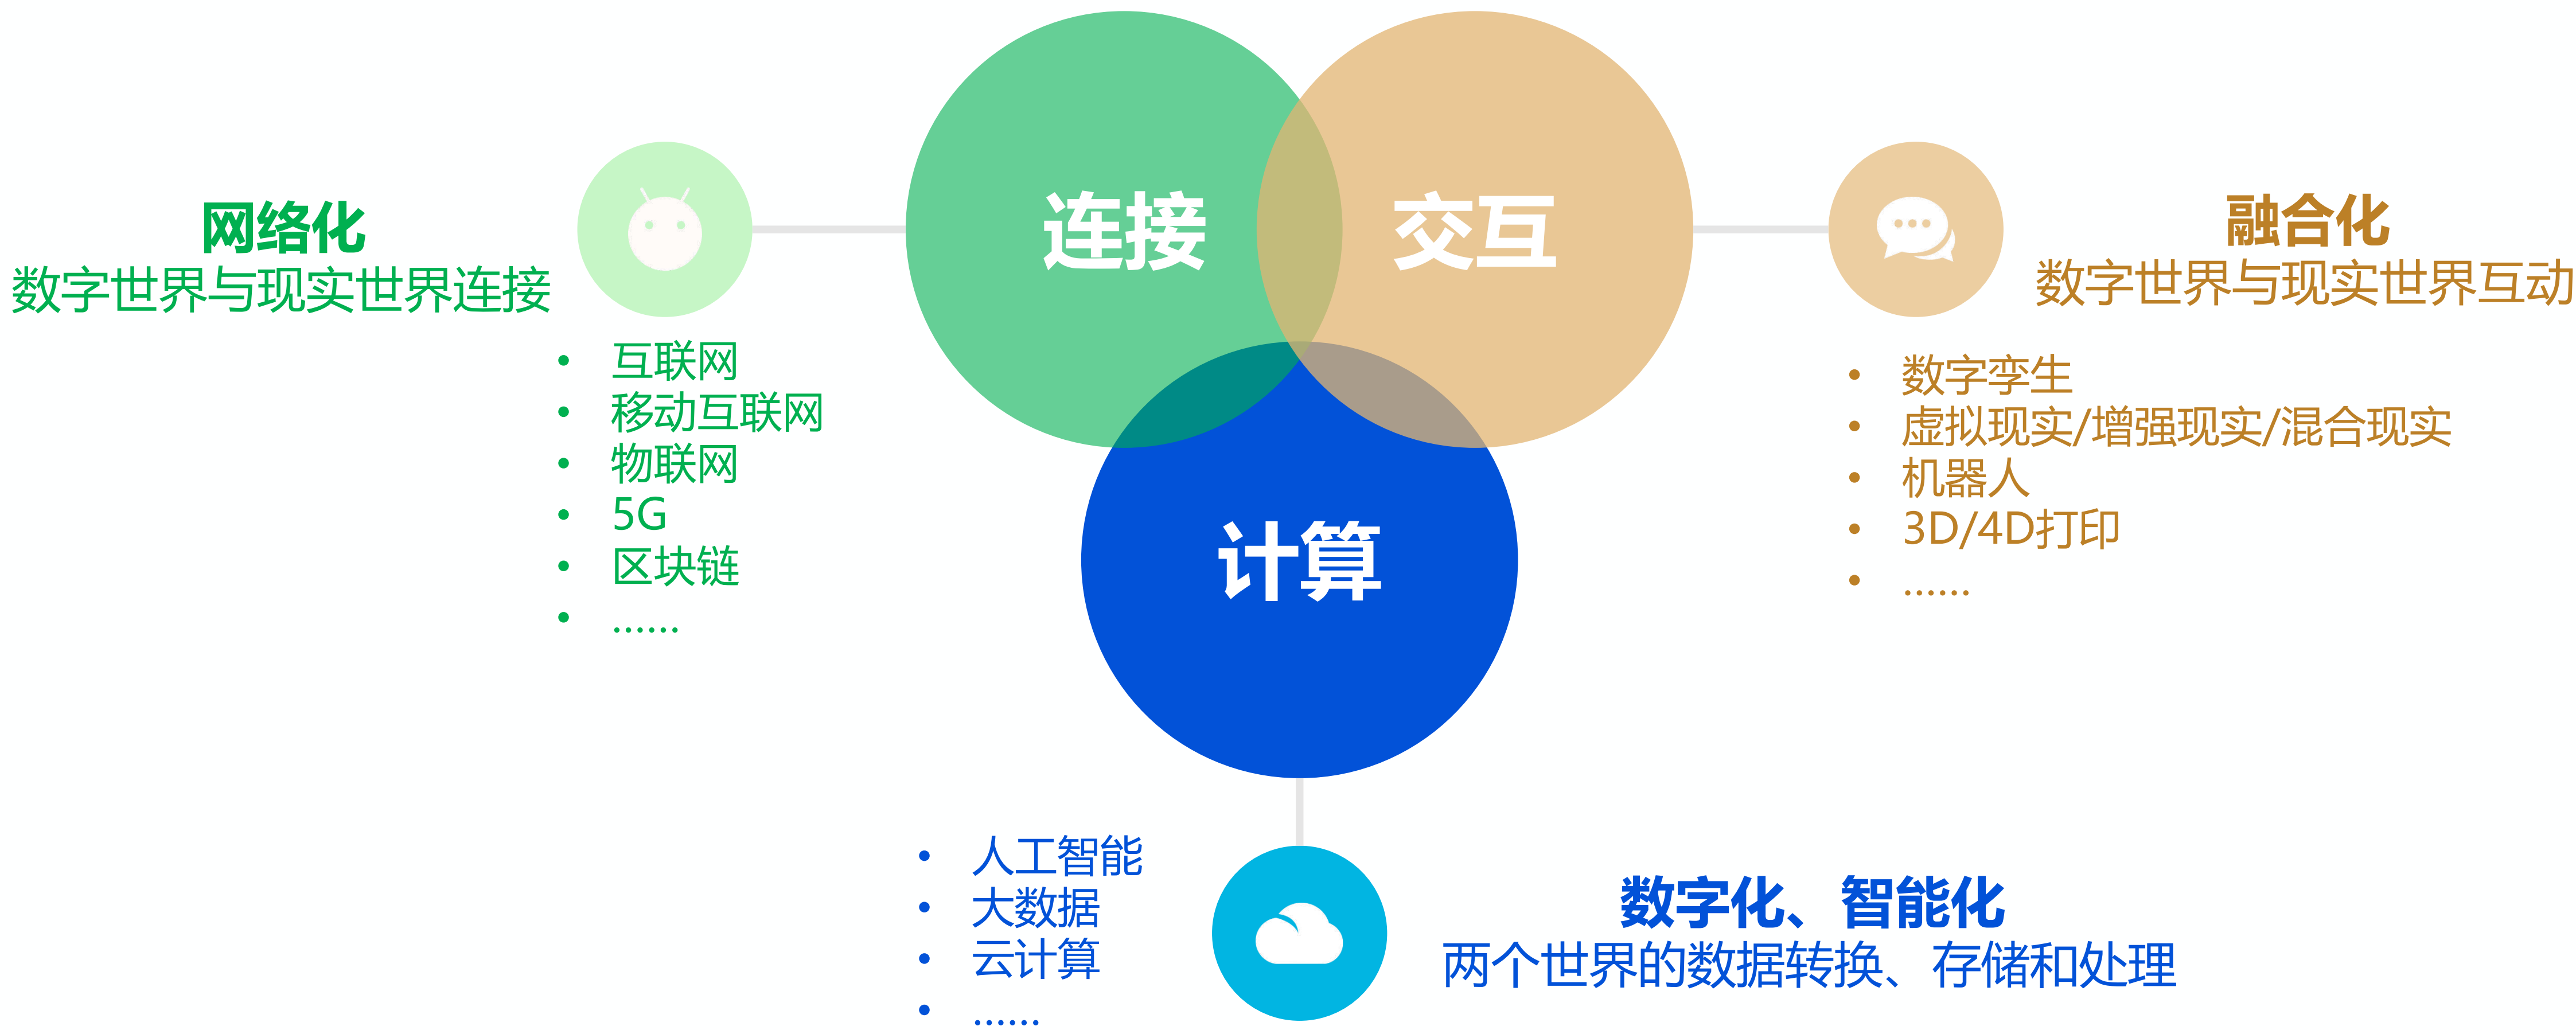 连接
交互
计算
网络化
数字世界与现实世界连接
• 互联网
• 移动互联网
• 物联网
• 5G
• 区块链
• ……
融合化
数字世界与现实世界互动
• 数字孪生
• 虚拟现实/增强现实/混合现实
• 机器人
• 3D/4D打印
• ……
• 人工智能
• 大数据
• 云计算
• ……
数字化、智能化
两个世界的数据转换、存储和处理